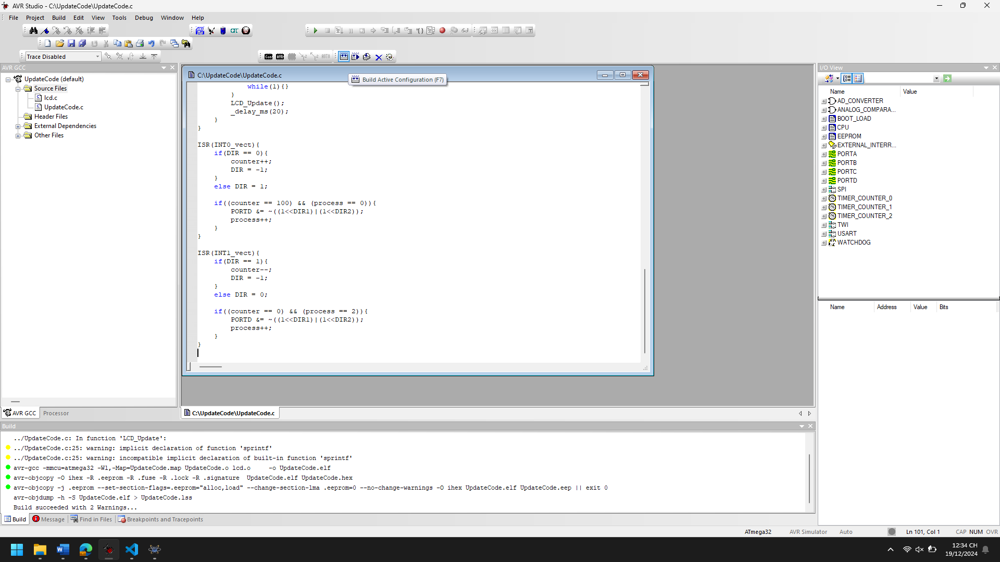 AVR Studio - C:\UpdateCode\UpdateCode.c
File Project Build Edit View Tools Debug Window Help
Trace Disabled
Con AVR AUTO
AVR GCC
UpdateCode (default)
Source Files
lcd.c
UpdateCode.c
Header Files
External Dependencies
Other Files
AVR GCC Processor
C:\UpdateCode\UpdateCode.c
Build Active Configuration (F7)
while(1){}
}
LCD_Update();
_delay_ms(20);
}
}
ISR(INT0_vect){
if(DIR == 0){
counter++;
DIR = -1;
}
else DIR = 1;
if((counter == 100) && (process == 0)){
PORTD &= ~((1<<DIR1)|(1<<DIR2));
process++;
}
}
ISR(INT1_vect){
if(DIR == 1){
counter--;
DIR = -1;
}
else DIR = 0;
if((counter == 0) && (process == 2)){
PORTD &= ~((1<<DIR1)|(1<<DIR2));
process++;
}
}
C:\UpdateCode\UpdateCode.c
I/O View
Name Value
AD_CONVERTER
ANALOG_COMPARA...
BOOT_LOAD
CPU
EEPROM
EXTERNAL_INTERR...
PORTA
PORTB
PORTC
PORTD
SPI
TIMER_COUNTER_0
TIMER_COUNTER_1
TIMER_COUNTER_2
TWI
USART
WATCHDOG
Name Address Value Bits
Build
../UpdateCode.c: In function 'LCD_Update':
../UpdateCode.c:25: warning: implicit declaration of function 'sprintf'
../UpdateCode.c:25: warning: incompatible implicit declaration of built-in function 'sprintf'
avr-gcc -mmcu=atmega32 -Wl,-Map=UpdateCode.map UpdateCode.o lcd.o     -o UpdateCode.elf
avr-objcopy -O ihex -R .eeprom -R .fuse -R .lock -R .signature  UpdateCode.elf UpdateCode.hex
avr-objcopy -j .eeprom --set-section-flags=.eeprom="alloc,load" --change-section-lma .eeprom=0 --no-change-warnings -O ihex UpdateCode.elf UpdateCode.eep || exit 0
avr-objdump -h -S UpdateCode.elf > UpdateCode.lss
Build succeeded with 2 Warnings...
Build Message Find in Files Breakpoints and Tracepoints
ATmega32 AVR Simulator Auto Ln 101, Col 1 CAP NUM OVR
12:34 CH
19/12/2024